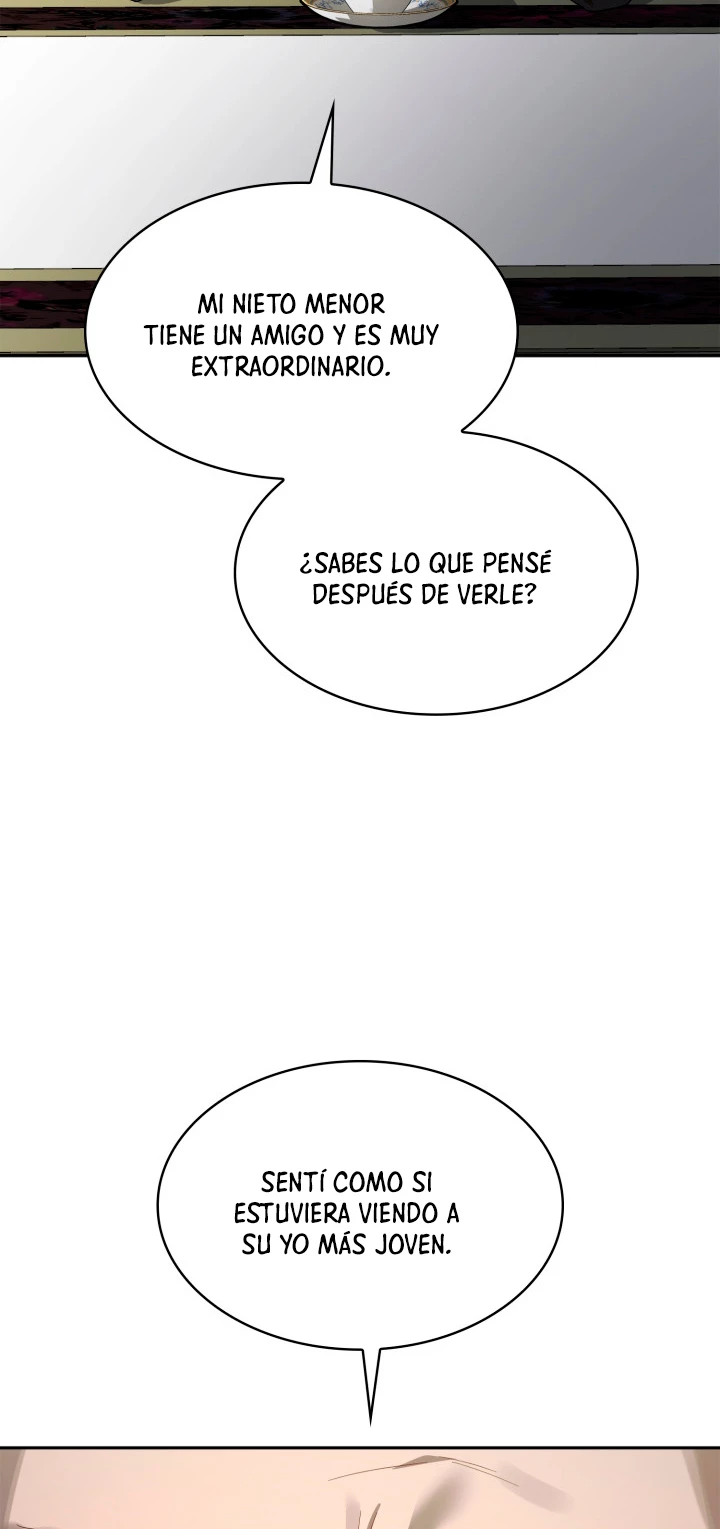 MI NIETO MENOR
TIENE UN AMIGO Y ES MUY
EXTRAORDINARIO.
¿SABES LO QUE PENSÉ
DESPUÉS DE VERLE?
SENTÍ COMO SI
ESTUVIERA VIENDO A
SU YO MÁS JOVEN.